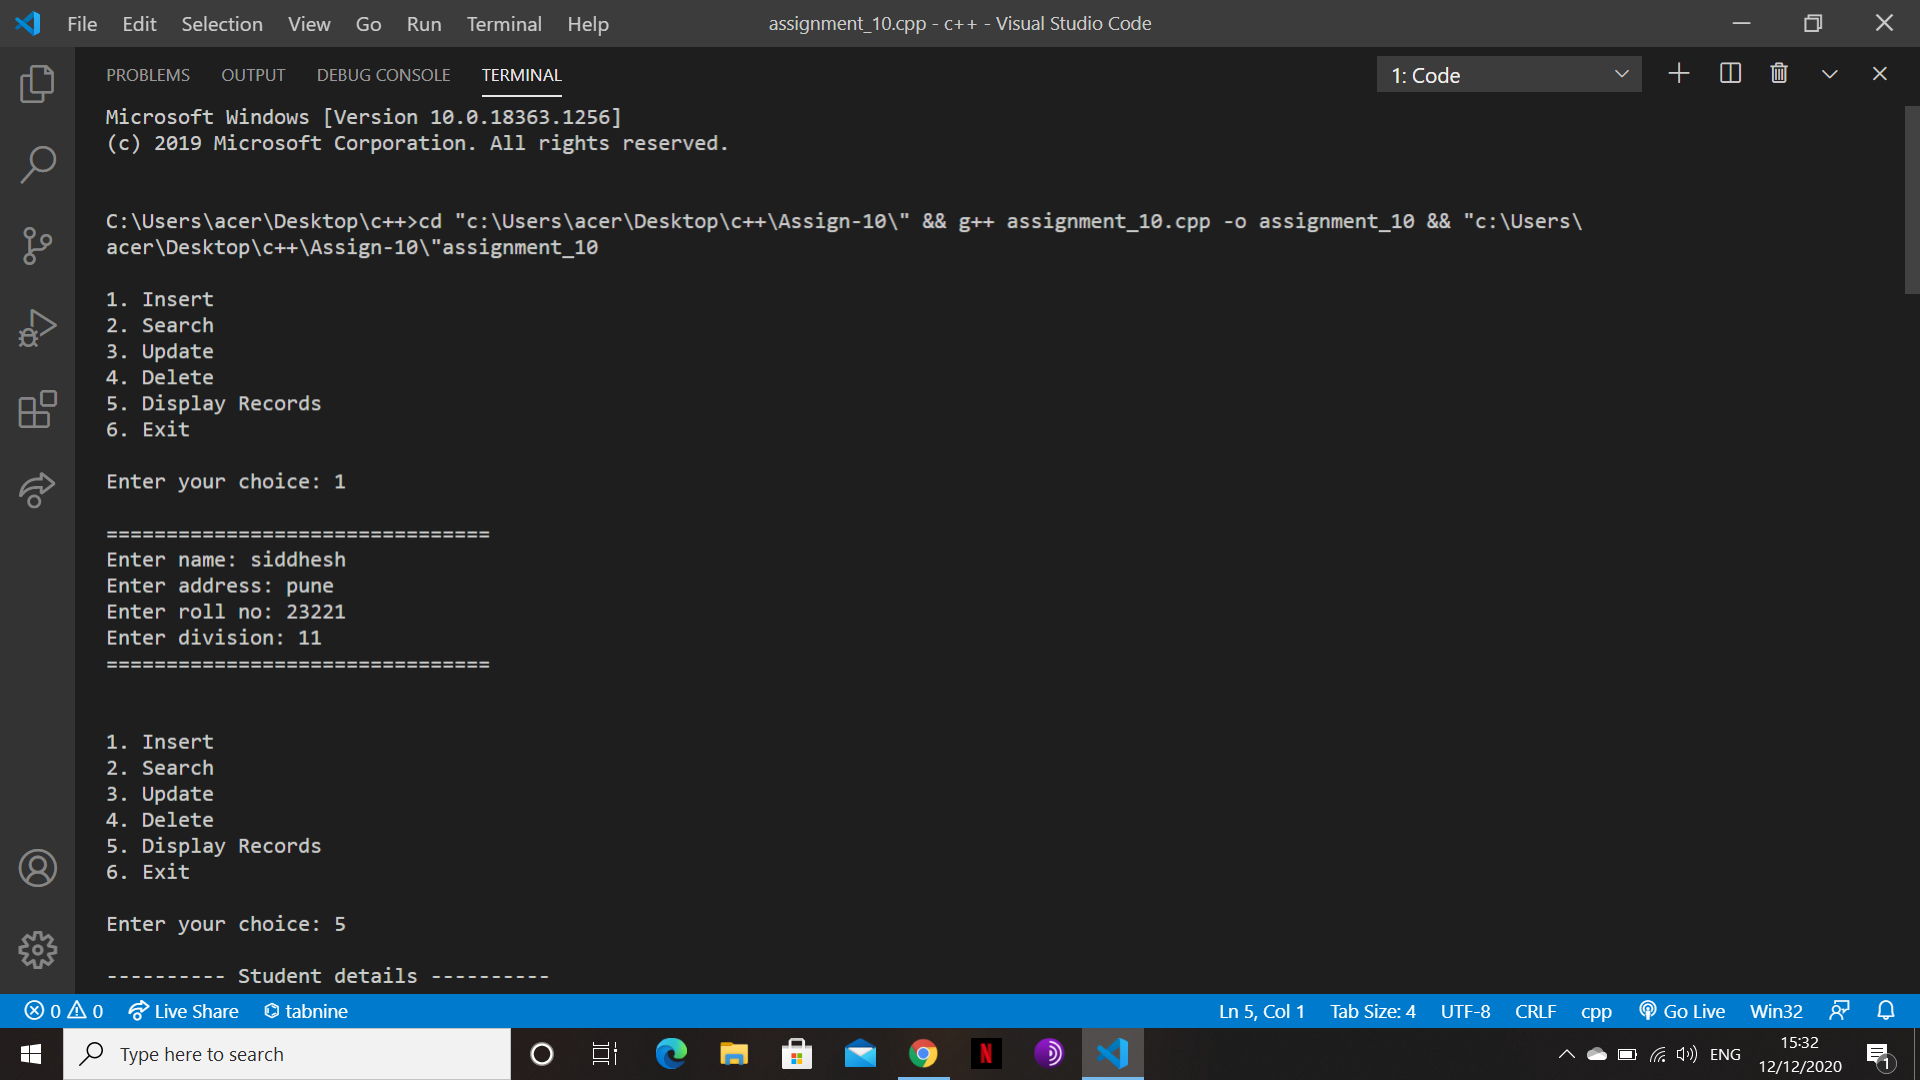 File Edit Selection View Go Run Terminal Help assignment_10.cpp - c++ - Visual Studio Code
PROBLEMS OUTPUT DEBUG CONSOLE TERMINAL 1: Code
Microsoft Windows [Version 10.0.18363.1256]
(c) 2019 Microsoft Corporation. All rights reserved.
C:\Users\acer\Desktop\c++>cd "c:\Users\acer\Desktop\c++\Assign-10\" && g++ assignment_10.cpp -o assignment_10 && "c:\Users\
acer\Desktop\c++\Assign-10\"assignment_10
1. Insert
2. Search
3. Update
4. Delete
5. Display Records
6. Exit
Enter your choice: 1
================================
Enter name: siddhesh
Enter address: pune
Enter roll no: 23221
Enter division: 11
================================
1. Insert
2. Search
3. Update
4. Delete
5. Display Records
6. Exit
Enter your choice: 5
---------- Student details ----------
0 0 Live Share tabnine Ln 5, Col 1 Tab Size: 4 UTF-8 CRLF cpp Go Live Win32
Type here to search N ENG 15:32
12/12/2020 1